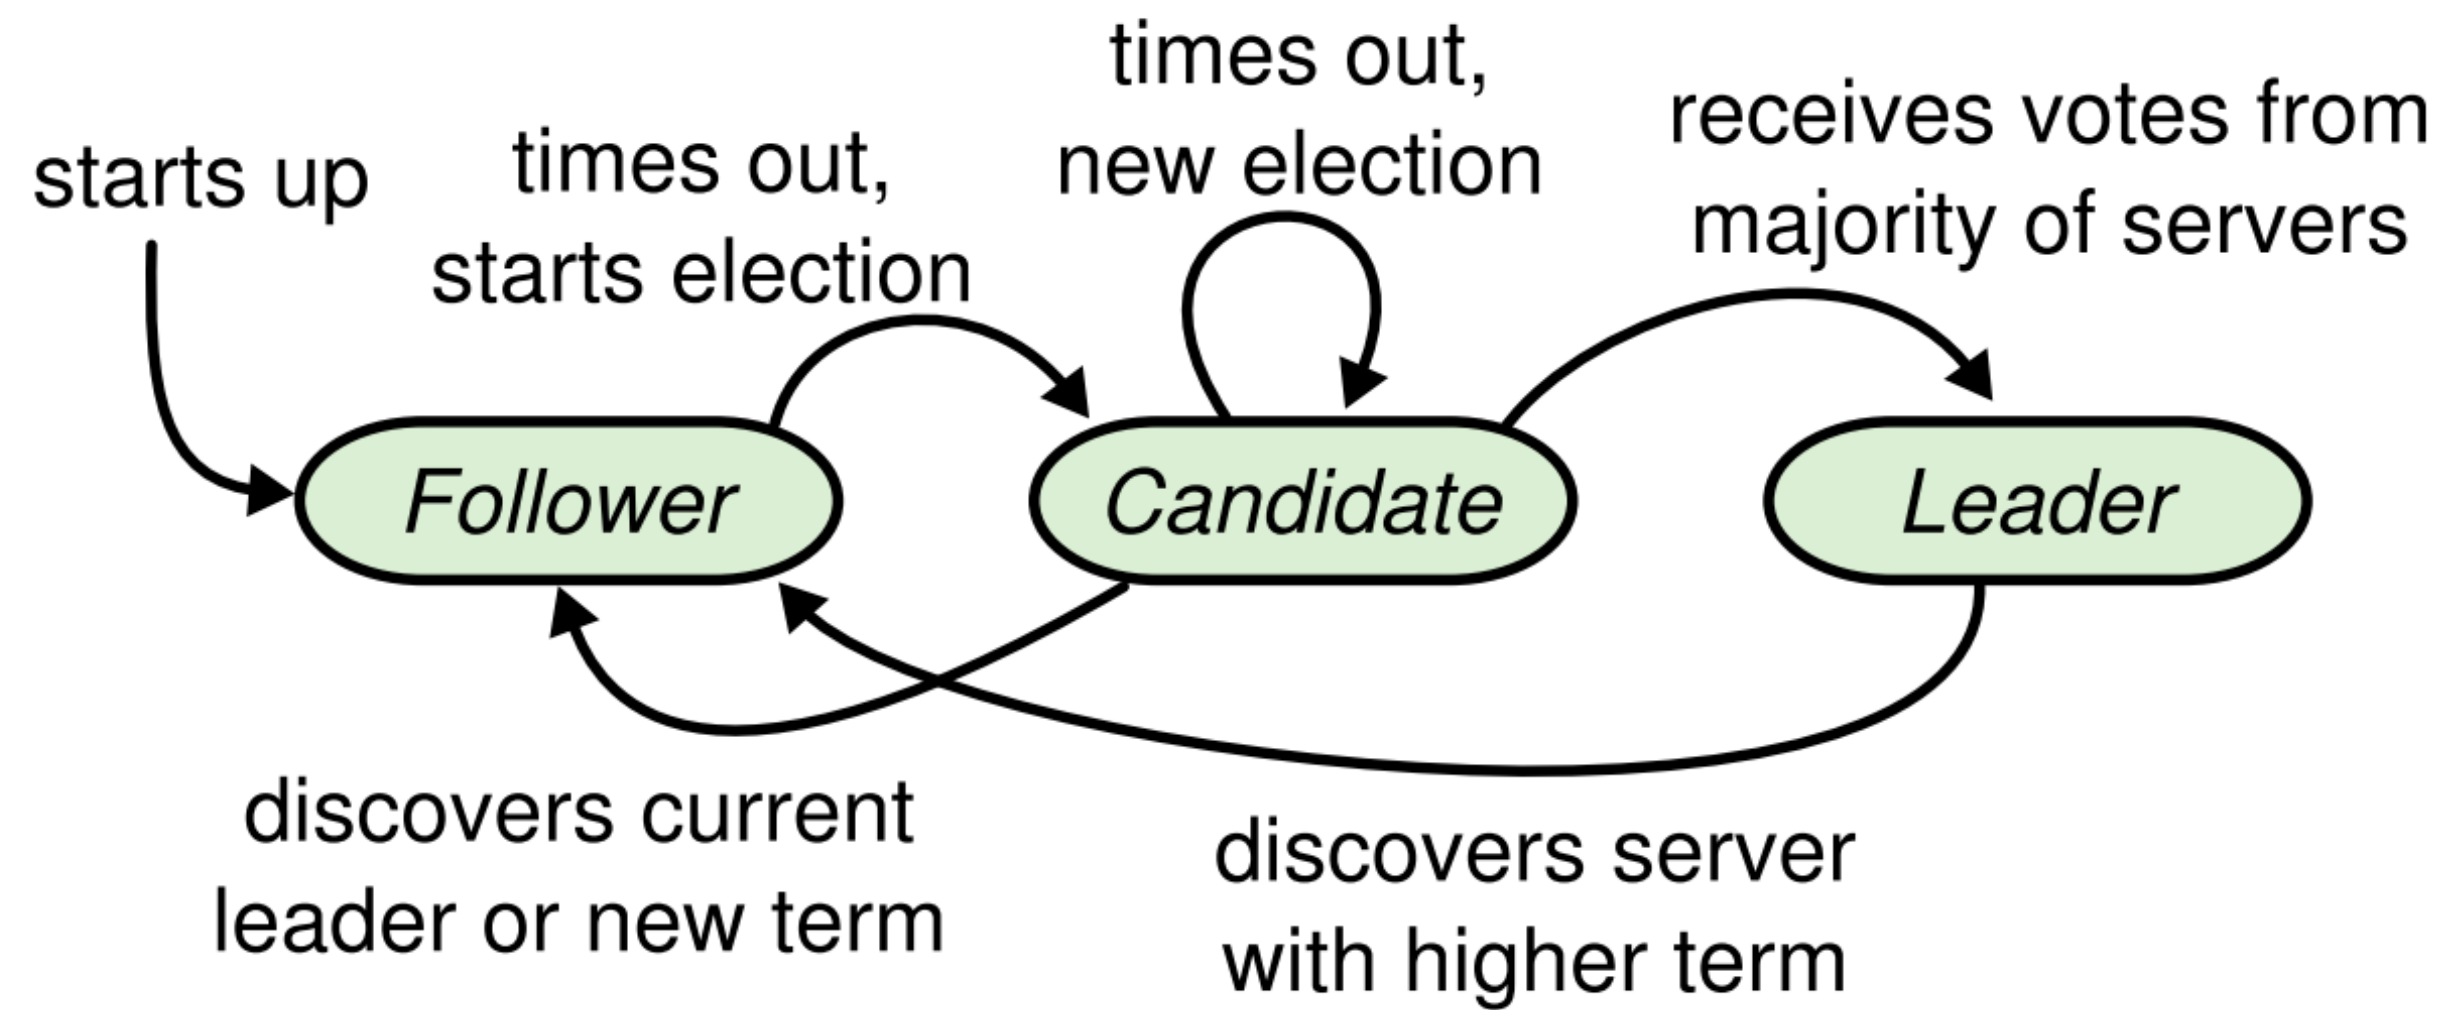 starts up
times out,
starts election
times out,
new election
receives votes from
majority of servers
Follower
Candidate
Leader
discovers current
leader or new term
discovers server
with higher term